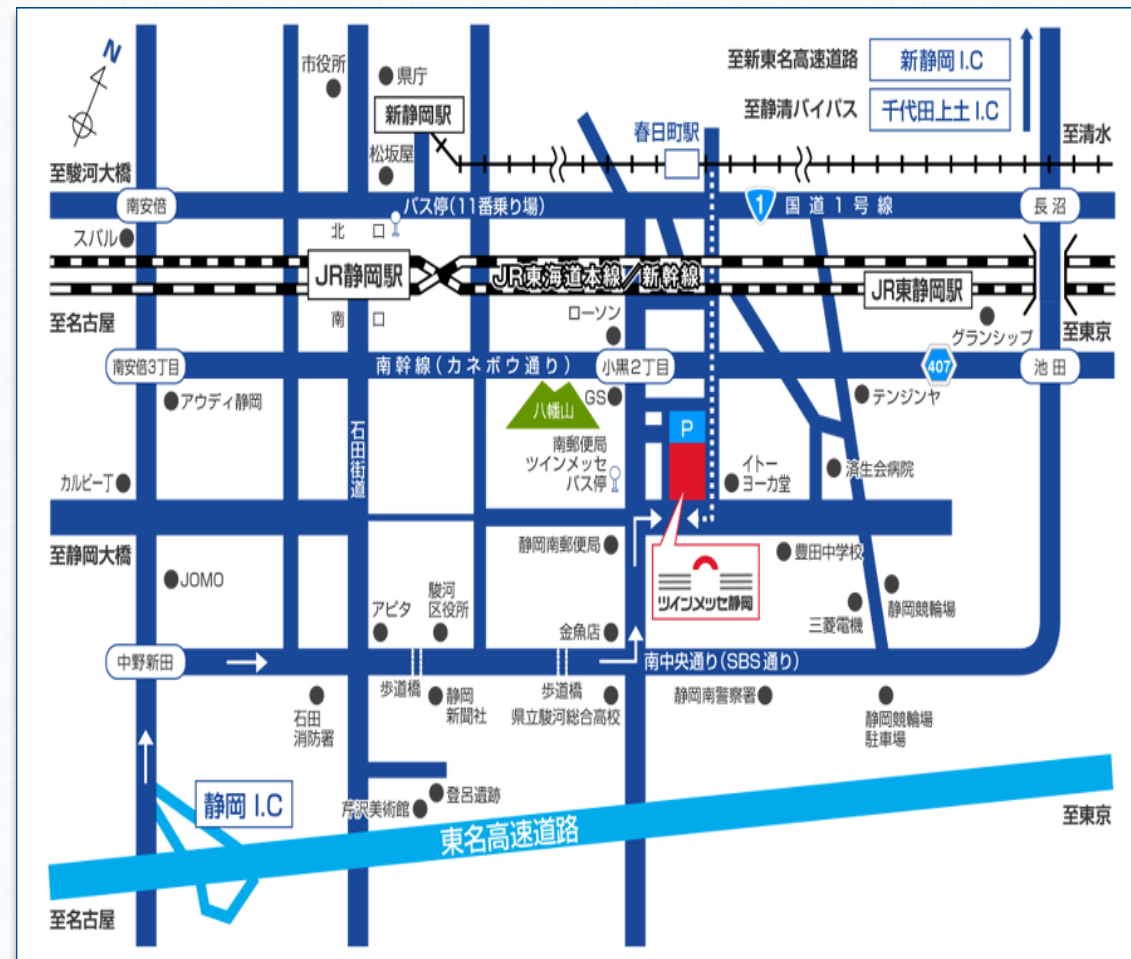 N
市役所
県庁
新静岡駅
松坂屋
春日町駅
至新東名高速道路
新静岡 I.C
至静清バイパス
千代田上土 I.C
至清水
至駿河大橋
南安倍
バス停(11番乗り場)
1
国道1号線
長沼
スバル
北口
JR静岡駅
JR東海道本線/新幹線
JR東静岡駅
南口
至名古屋
ローソン
グランシップ
至東京
南安倍3丁目
南幹線(カネボウ通り)
小黒2丁目
407
池田
アウディ静岡
八幡山
GS
P
テンジンヤ
石田街道
南郵便局
ツインメッセ
バス停
イトー
ヨーカ堂
済生会病院
カルビー丁
至静岡大橋
静岡南郵便局
豊田中学校
JOMO
ツインメッセ静岡
アピタ
駿河
区役所
金魚店
三菱電機
静岡競輪場
中野新田
南中央通り(SBS通り)
歩道橋
歩道橋
石田
消防署
静岡
新聞社
県立駿河総合高校
静岡南警察署
静岡競輪場
駐車場
静岡 I.C
芹沢美術館
登呂遺跡
東名高速道路
至東京
至名古屋